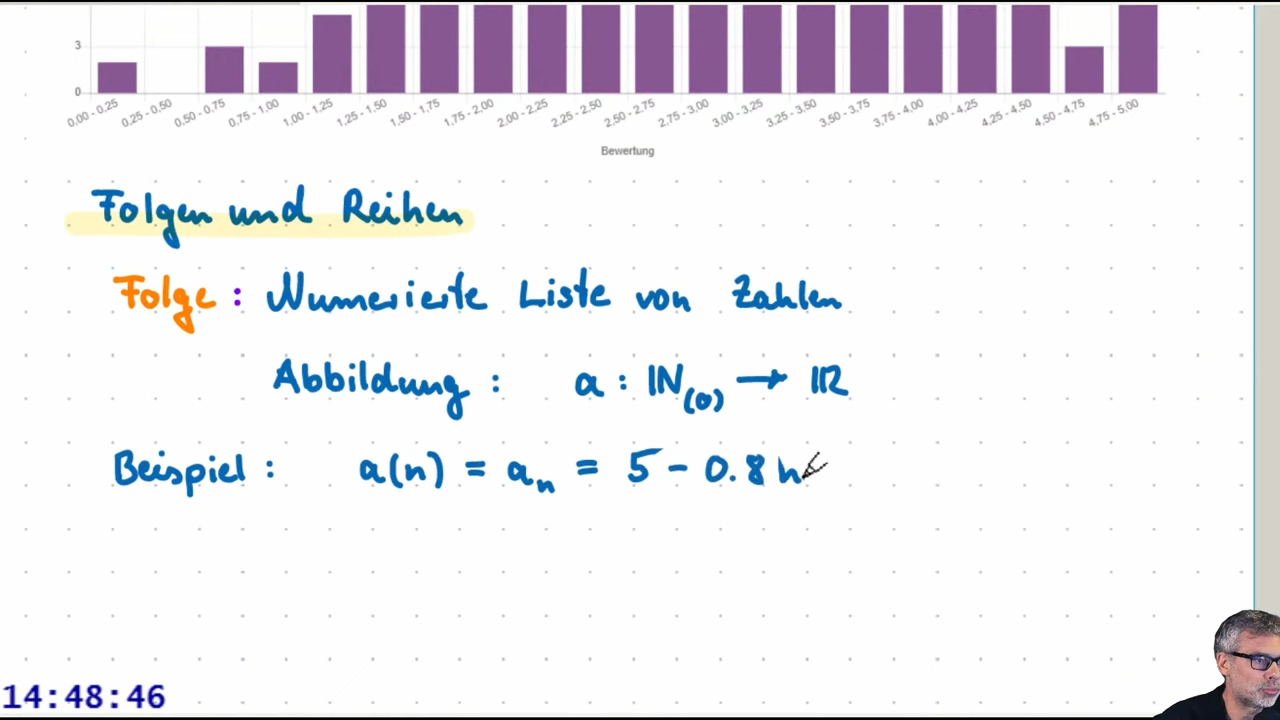 3
0
0.00 - 0.25 0.25 - 0.50 0.50 - 0.75 0.75 - 1.00 1.00 - 1.25 1.25 - 1.50 1.50 - 1.75 1.75 - 2.00 2.00 - 2.25 2.25 - 2.50 2.50 - 2.75 2.75 - 3.00 3.00 - 3.25 3.25 - 3.50 3.50 - 3.75 3.75 - 4.00 4.00 - 4.25 4.25 - 4.50 4.50 - 4.75 4.75 - 5.00
Bewertung
Folgen und Reihen
Folge : Numerierte Liste von Zahlen
Abbildung : a : ℕ₍₀₎ → ℝ
Beispiel : a(n) = aₙ = 5 - 0.8 n
14:48:46